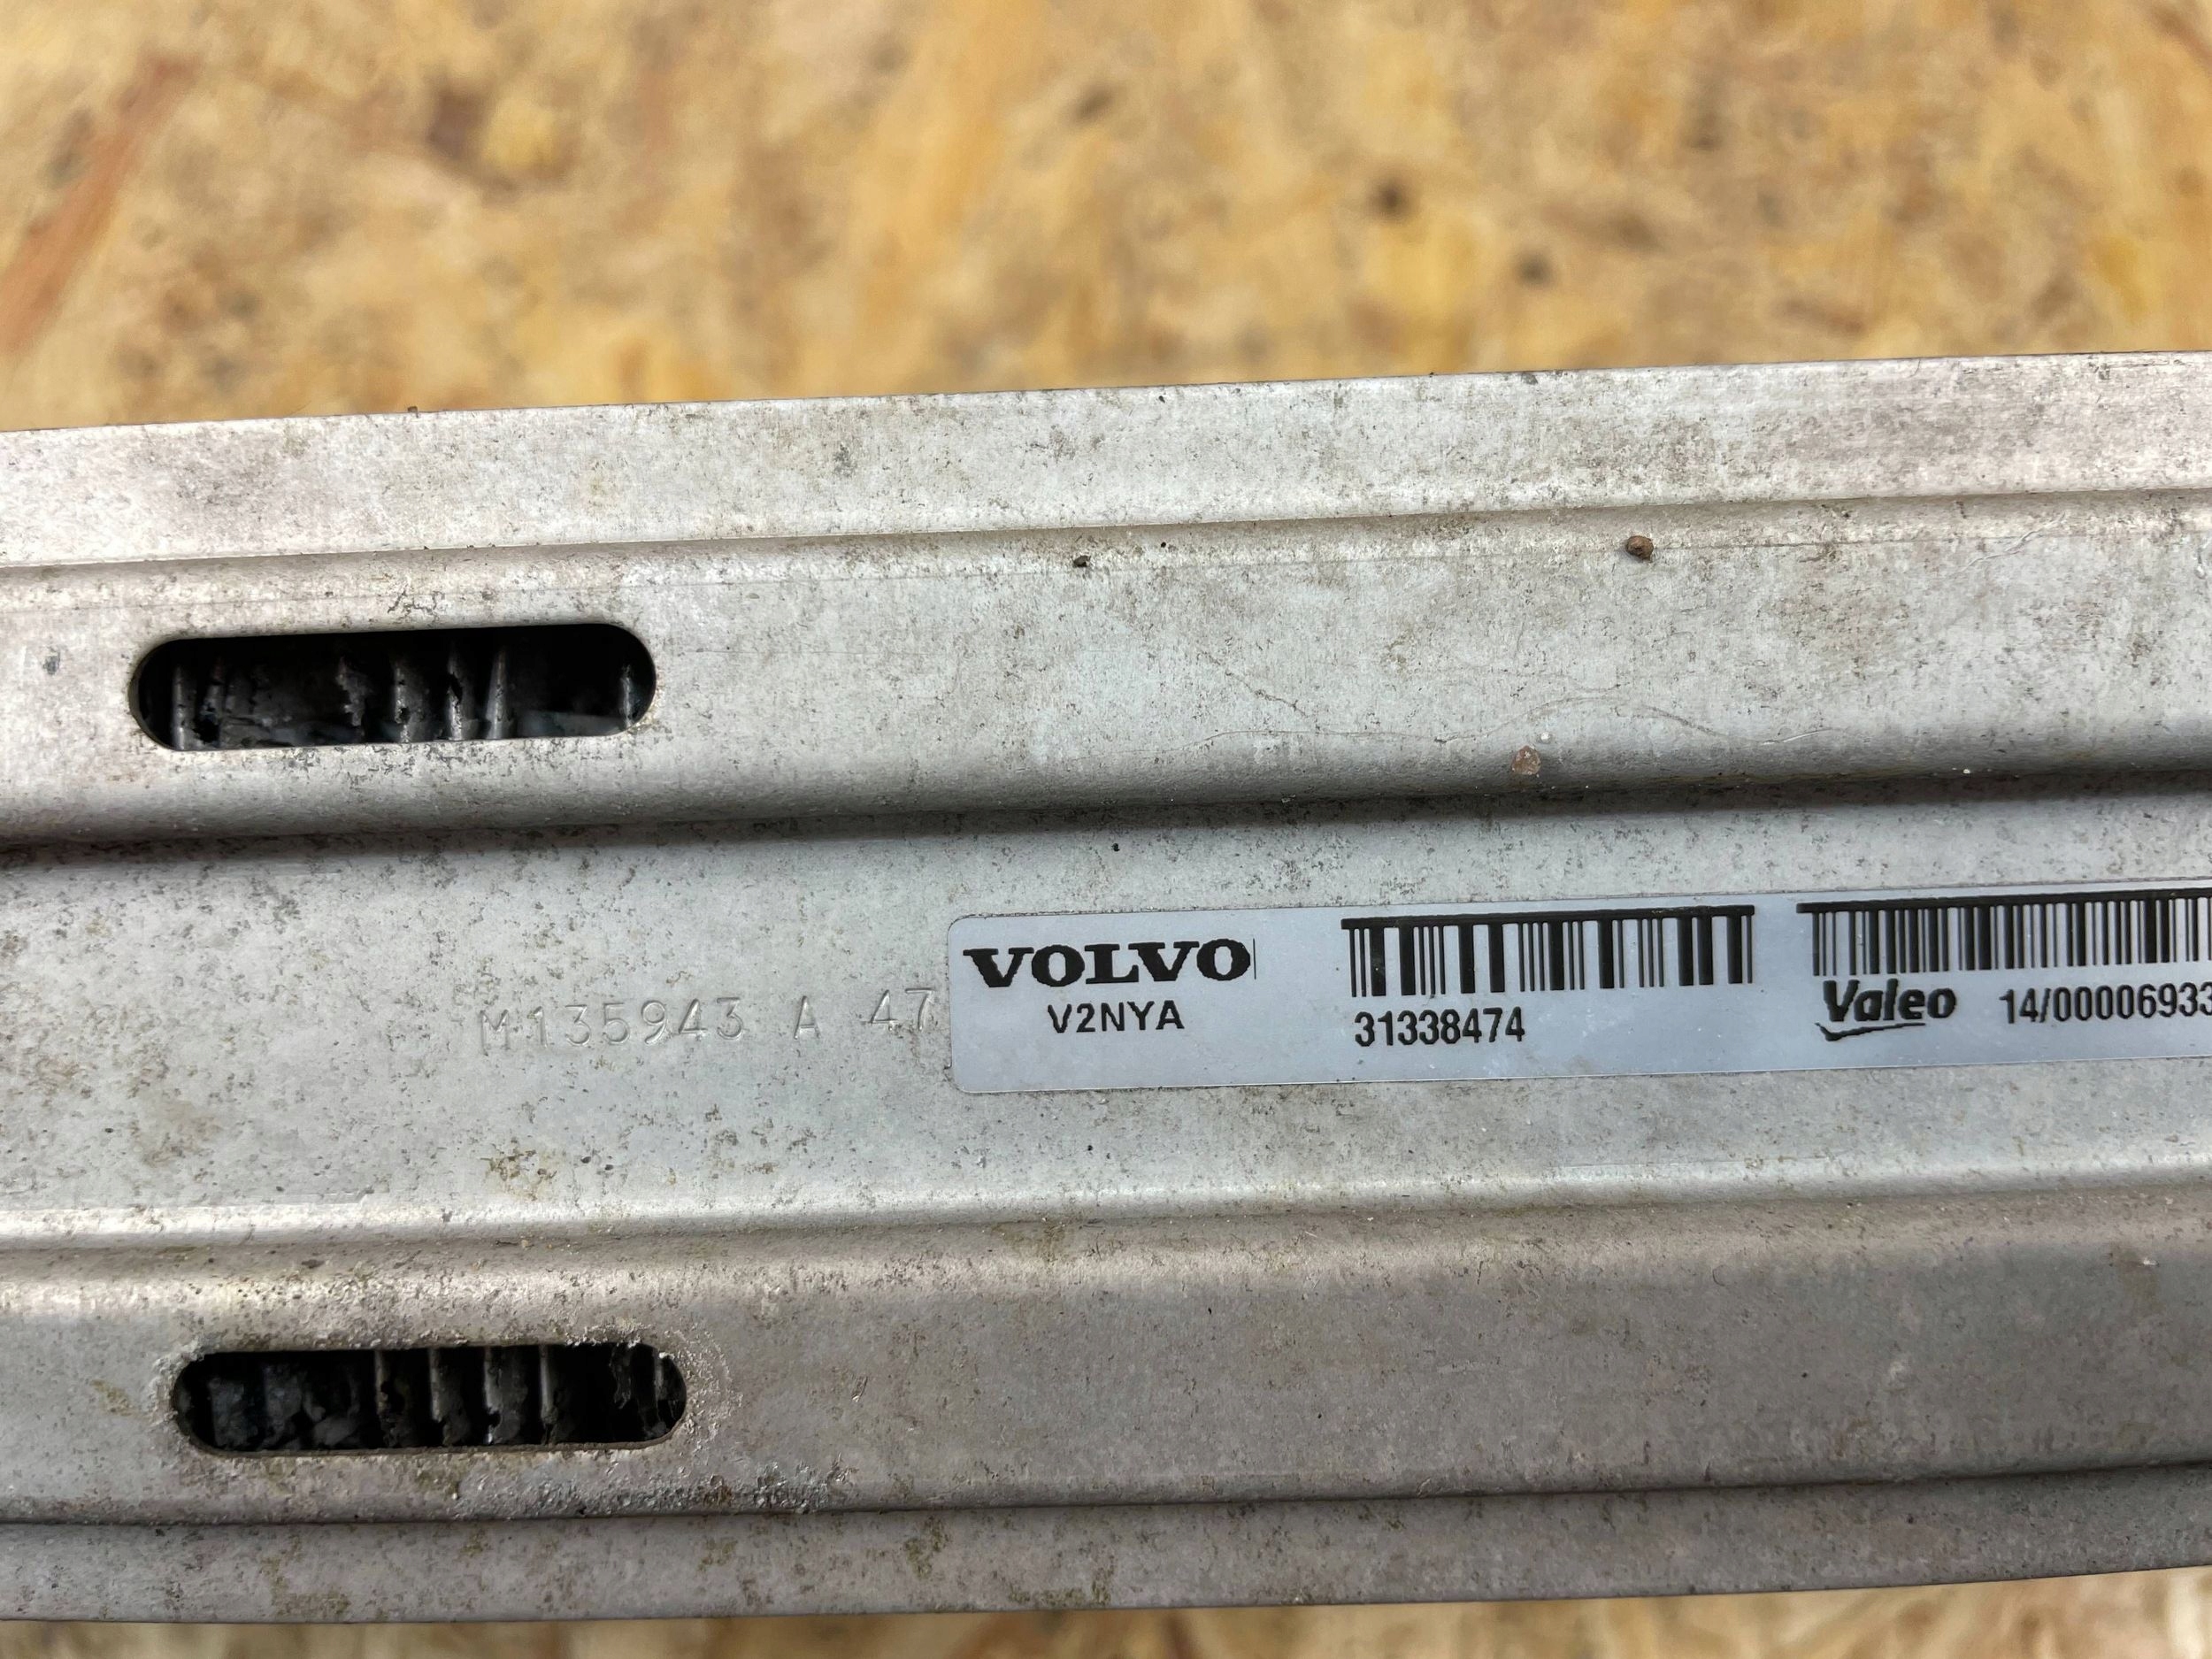 M135943 A 47
VOLVO
V2NYA
31338474
Valeo 14/00006933